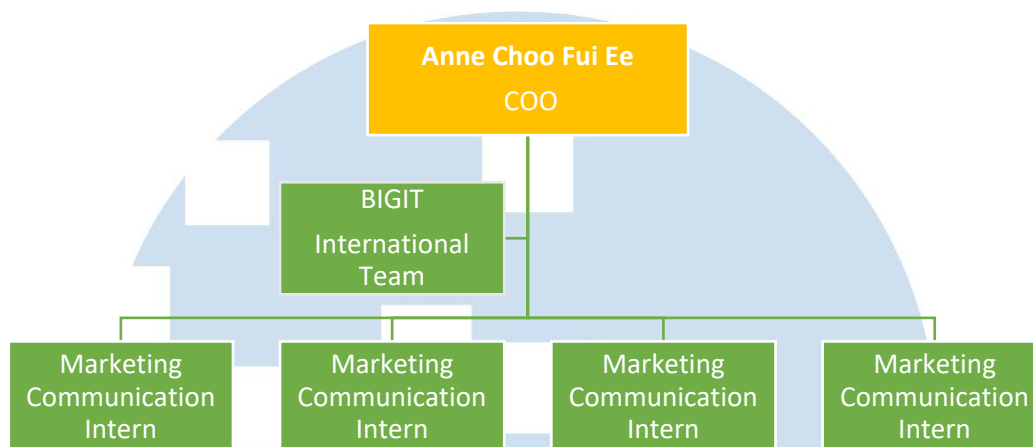 Anne Choo Fui Ee
COO
BIGIT
International
Team
Marketing
Communication
Intern
Marketing
Communication
Intern
Marketing
Communication
Intern
Marketing
Communication
Intern